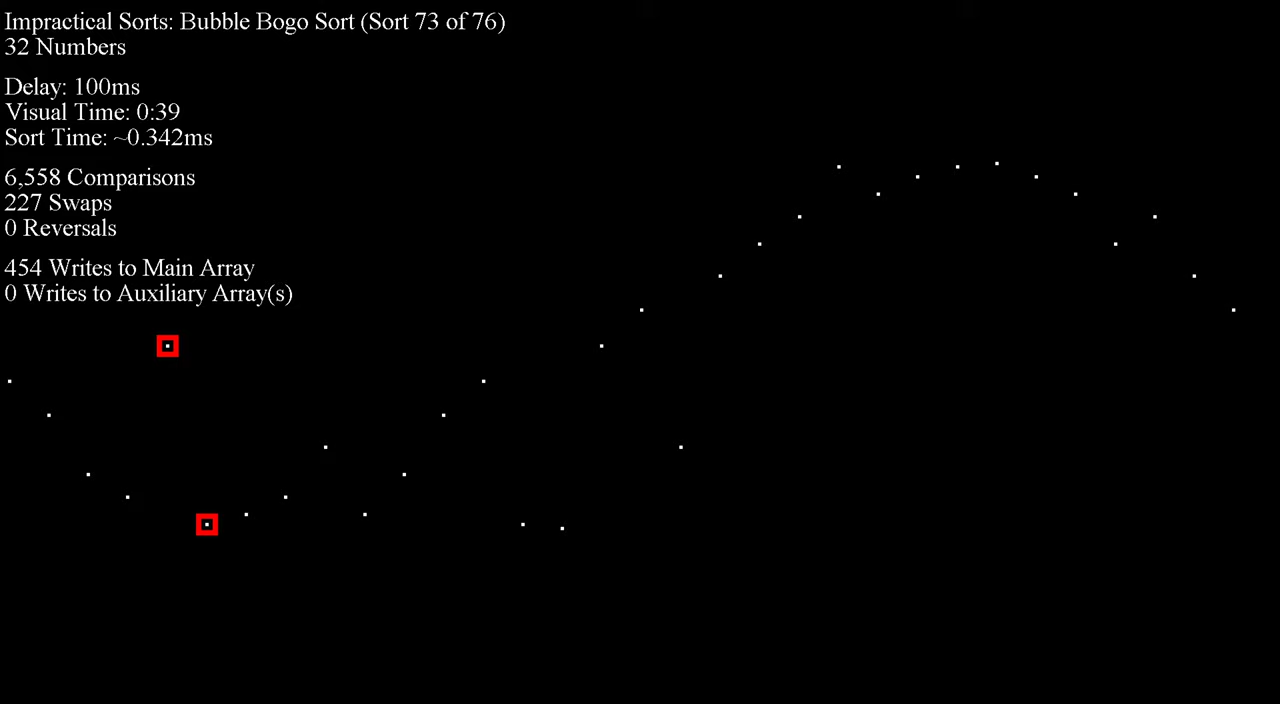 Impractical Sorts: Bubble Bogo Sort (Sort 73 of 76)
32 Numbers
Delay: 100ms
Visual Time: 0:39
Sort Time: ~0.342ms
6,558 Comparisons
227 Swaps
0 Reversals
454 Writes to Main Array
0 Writes to Auxiliary Array(s)